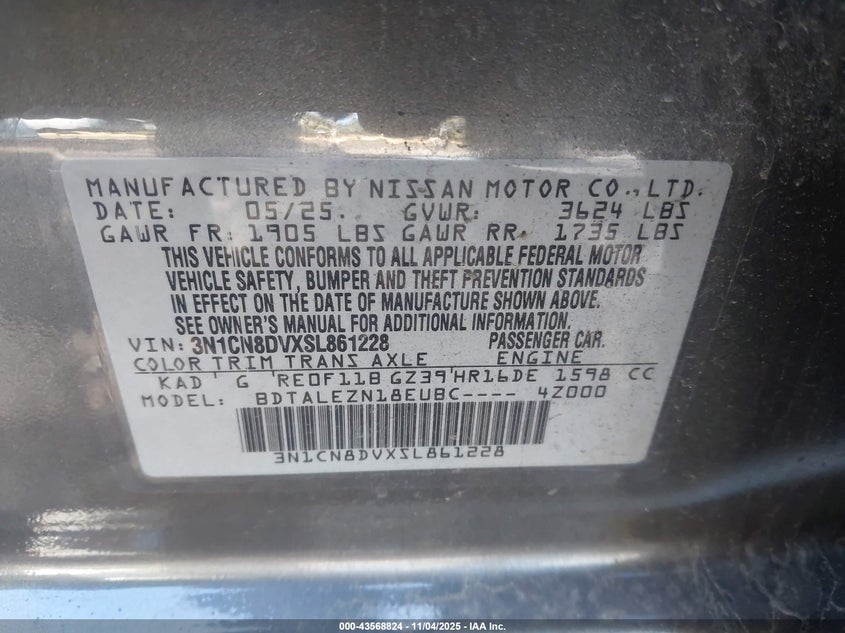 MANUFACTURED BY NISSAN MOTOR CO., LTD.
DATE: 05/25. GVWR: 3624 LBS
GAWR FR: 1905 LBS GAWR RR. 1735 LBS
THIS VEHICLE CONFORMS TO ALL APPLICABLE FEDERAL MOTOR
VEHICLE SAFETY, BUMPER AND THEFT PREVENTION STANDARDS
IN EFFECT ON THE DATE OF MANUFACTURE SHOWN ABOVE.
SEE OWNER'S MANUAL FOR ADDITIONAL INFORMATION.
VIN: 3N1CN8DVXSL861228 PASSENGER CAR.
COLOR TRIM TRANS AXLE ENGINE
KAD G RE0F11B GZ39 HR16DE 1598 CC
MODEL: BDTALEZN18EUBC---- 4Z000
3N1CN8DVXSL861228
000-43568824 — 11/04/2025 — IAA Inc.